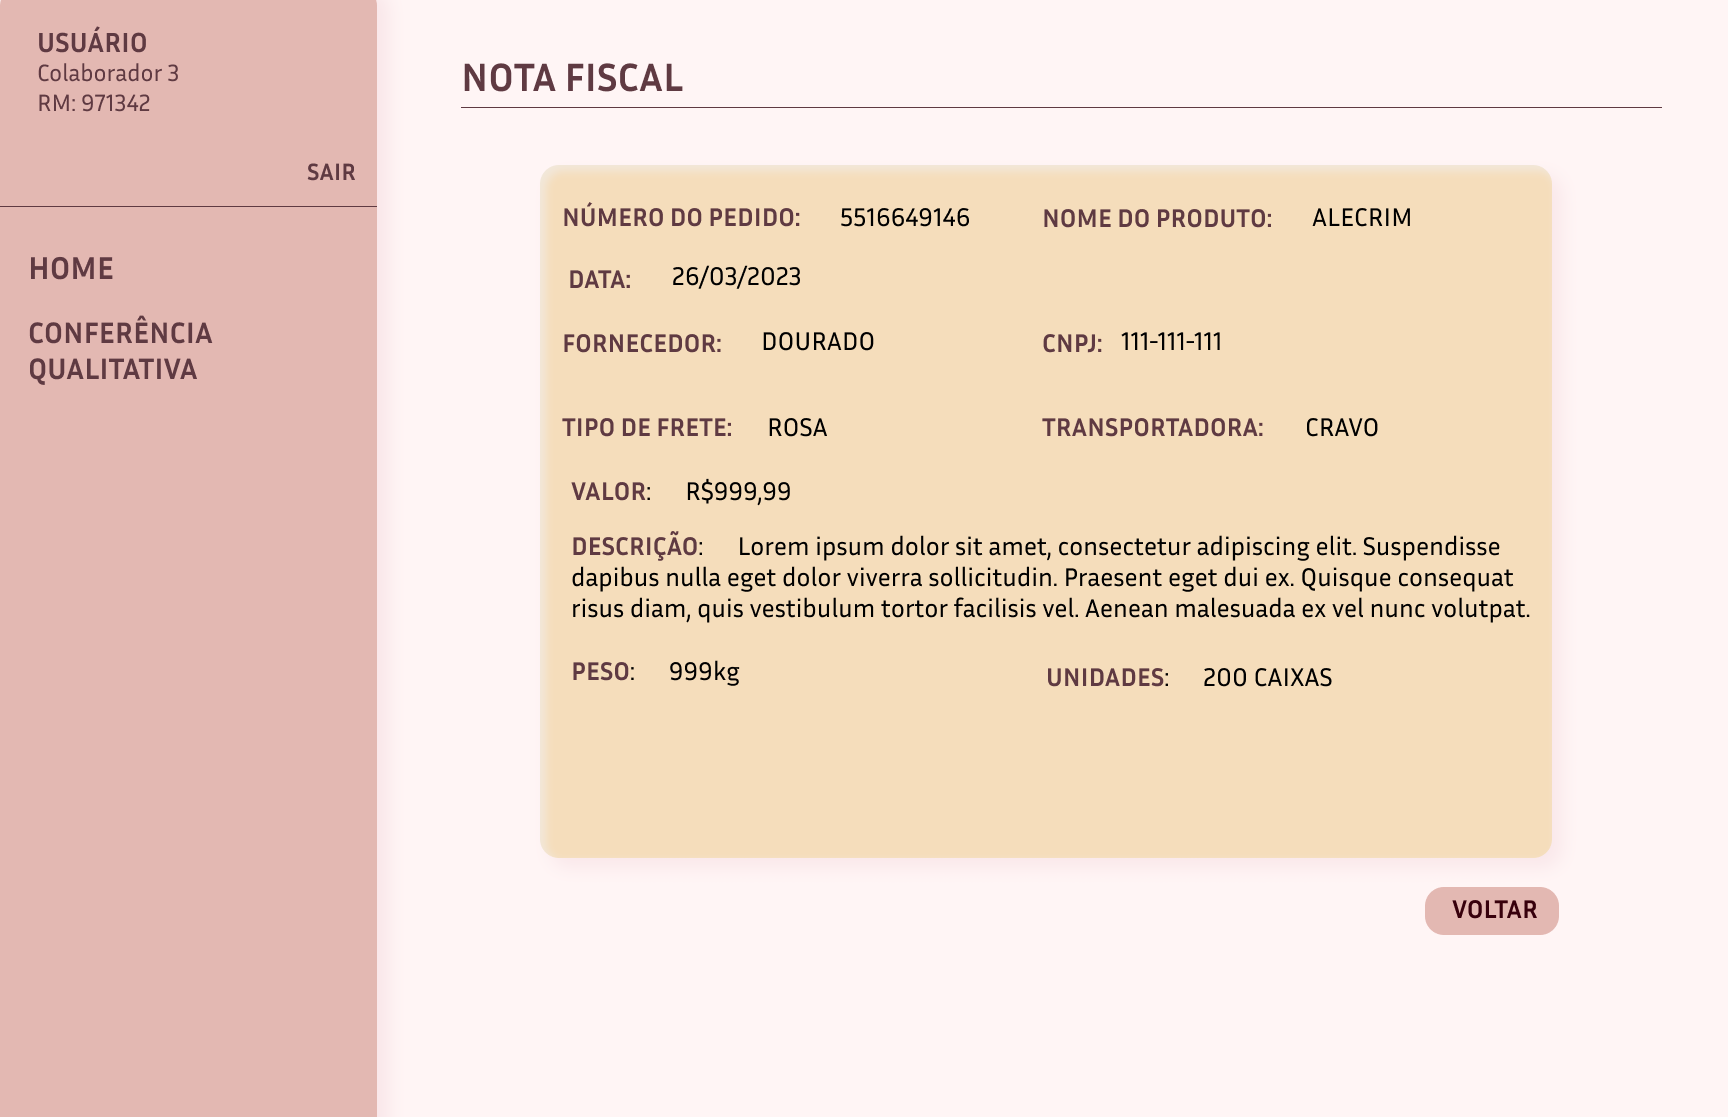 USUÁRIO
Colaborador 3
RM: 971342
SAIR
HOME
CONFERÊNCIA
QUALITATIVA
NOTA FISCAL
NÚMERO DO PEDIDO: 5516649146 NOME DO PRODUTO: ALECRIM
DATA: 26/03/2023
FORNECEDOR: DOURADO CNPJ: 111-111-111
TIPO DE FRETE: ROSA TRANSPORTADORA: CRAVO
VALOR: R$999,99
DESCRIÇÃO: Lorem ipsum dolor sit amet, consectetur adipiscing elit. Suspendisse
dapibus nulla eget dolor viverra sollicitudin. Praesent eget dui ex. Quisque consequat
risus diam, quis vestibulum tortor facilisis vel. Aenean malesuada ex vel nunc volutpat.
PESO: 999kg UNIDADES: 200 CAIXAS
VOLTAR